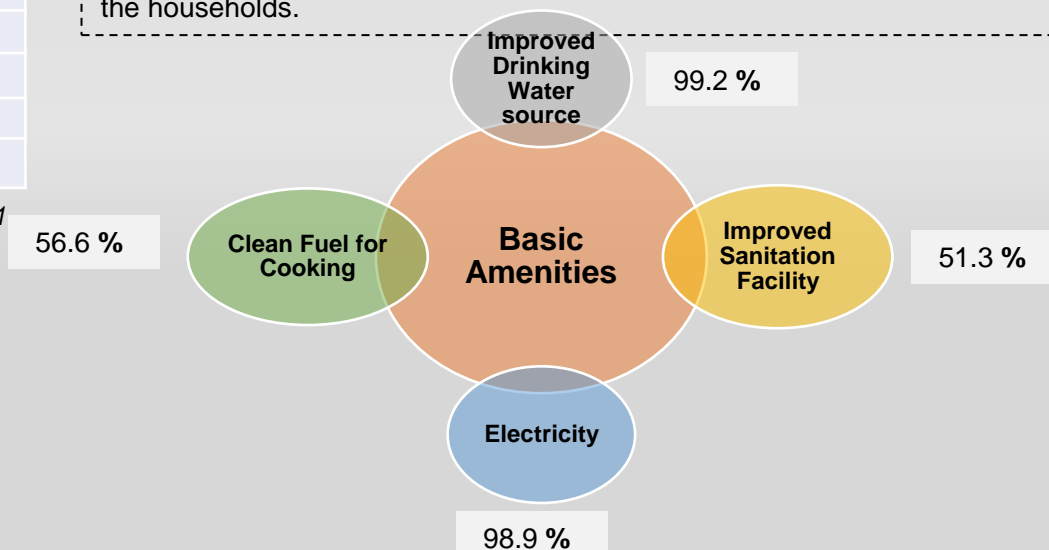 the households.
Improved
Drinking
Water
source
99.2 %
1
56.6 %
Clean Fuel for
Cooking
Basic
Amenities
Improved
Sanitation
Facility
51.3 %
Electricity
98.9 %